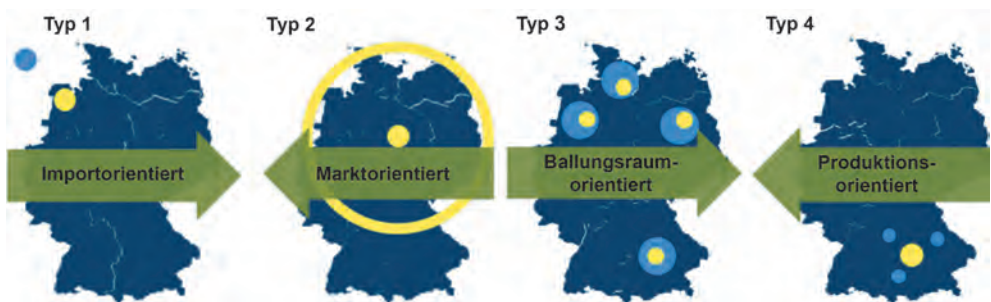 Typ 1
Typ 2
Typ 3
Typ 4
Importorientiert
Marktorientiert
Ballungsraum-
orientiert
Produktions-
orientiert